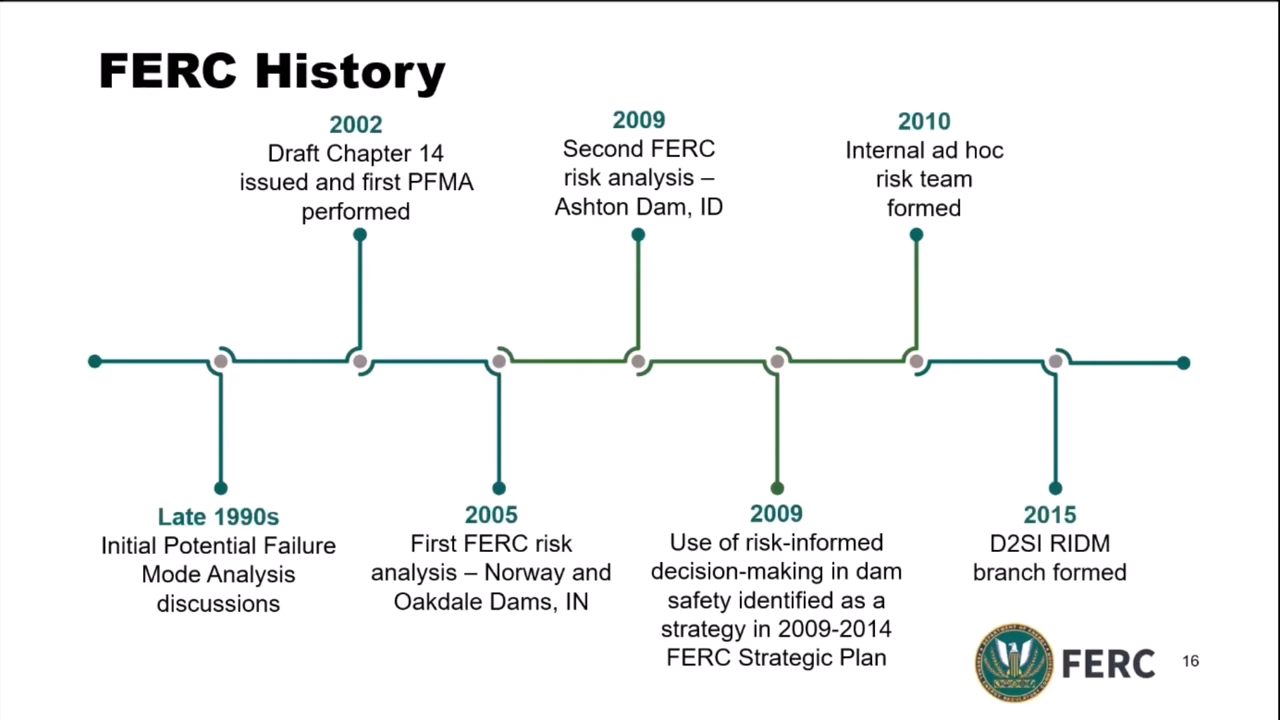 FERC History
2002
Draft Chapter 14
issued and first PFMA
performed
2009
Second FERC
risk analysis –
Ashton Dam, ID
2010
Internal ad hoc
risk team
formed
Late 1990s
Initial Potential Failure
Mode Analysis
discussions
2005
First FERC risk
analysis – Norway and
Oakdale Dams, IN
2009
Use of risk-informed
decision-making in dam
safety identified as a
strategy in 2009-2014
FERC Strategic Plan
2015
D2SI RIDM
branch formed
FERC
16